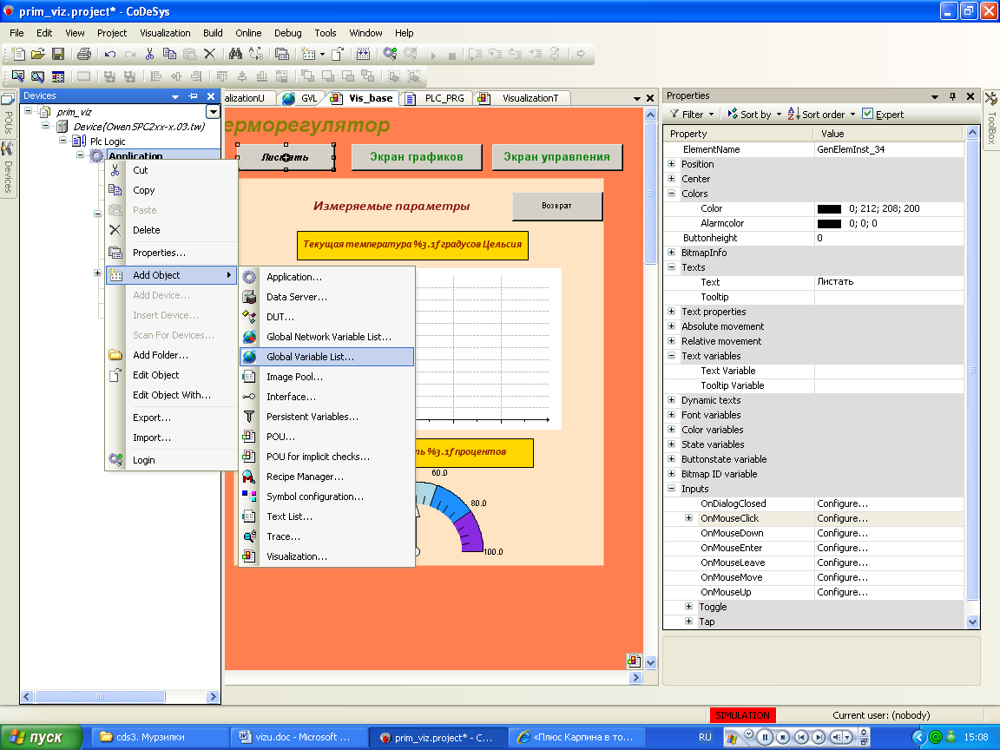 prim_viz.project* - CoDeSys
File Edit View Project Visualization Build Online Debug Tools Window Help
Devices
POUs
Devices
prim_viz
Device(Owen SPC2xx-x.03.tw)
Plc Logic
Application
Cut
Copy
Paste
Delete
Properties...
Add Object
Add Device...
Insert Device...
Scan For Devices...
Add Folder...
Edit Object
Edit Object With...
Export...
Import...
Login
Application...
Data Server...
DUT...
Global Network Variable List...
Global Variable List...
Image Pool...
Interface...
Persistent Variables...
POU...
POU for implicit checks...
Recipe Manager...
Symbol configuration...
Text List...
Trace...
Visualization...
alizationU GVL Vis_base PLC_PRG VisualizationT
ерморегулятор
Листать Экран графиков Экран управления
Измеряемые параметры Возврат
Текущая температура %3.1f градусов Цельсия
ть %3.1f процентов
60.0
80.0
100.0
Properties
Filter Sort by Sort order Expert
Property Value
ElementName GenElemInst_34
Position
Center
Colors
Color 0; 212; 208; 200
Alarmcolor 0; 0; 0
Buttonheight 0
BitmapInfo
Texts
Text Листать
Tooltip
Text properties
Absolute movement
Relative movement
Text variables
Text Variable
Tooltip Variable
Dynamic texts
Font variables
Color variables
State variables
Buttonstate variable
Bitmap ID variable
Inputs
OnDialogClosed Configure...
OnMouseClick Configure...
OnMouseDown Configure...
OnMouseEnter Configure...
OnMouseLeave Configure...
OnMouseMove Configure...
OnMouseUp Configure...
Toggle
Tap
ToolBox
SIMULATION Current user: (nobody)
пуск cds3. Мурзилки vizu.doc - Microsoft ... prim_viz.project* - C... «Плюс Карпина в то... RU 15:08